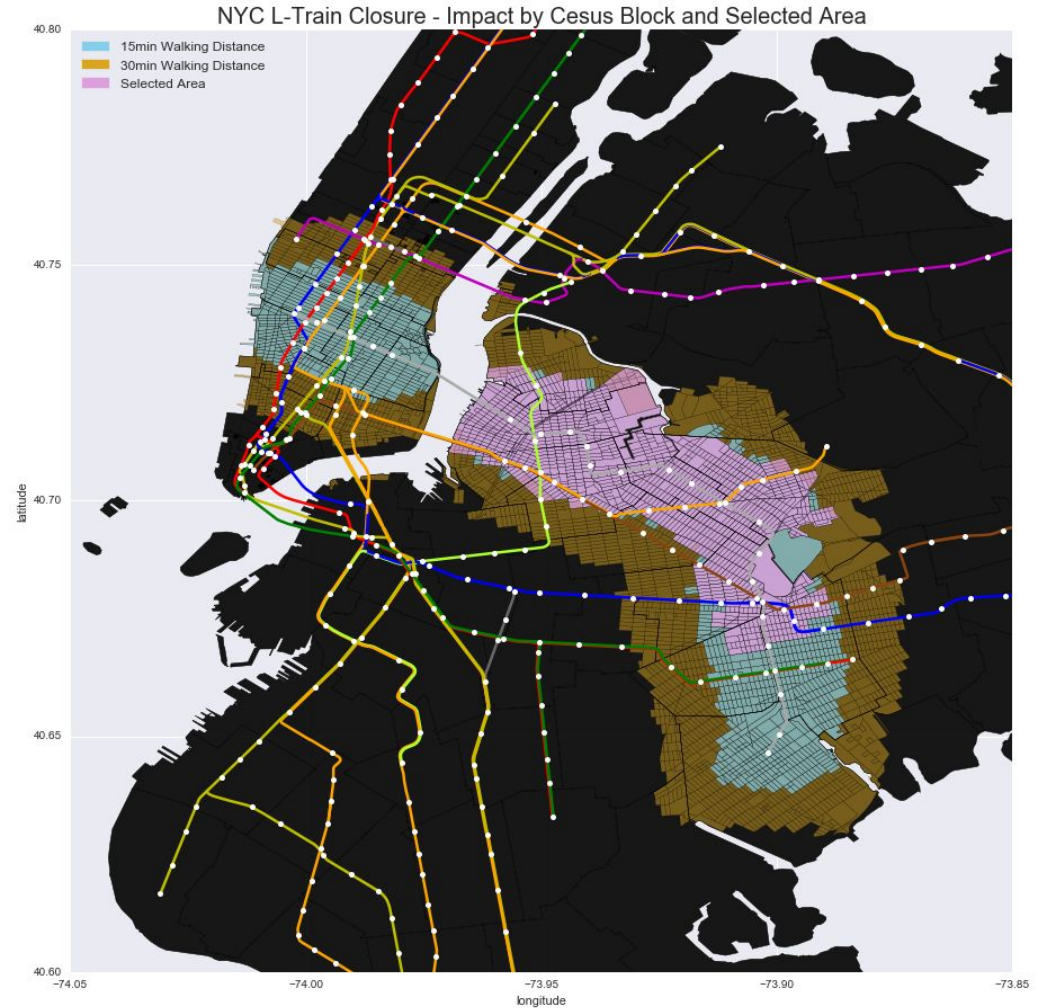 NYC L-Train Closure - Impact by Cesus Block and Selected Area
15min Walking Distance
30min Walking Distance
Selected Area
40.80
40.75
40.70
40.65
40.60
latitude
−74.05
−74.00
−73.95
−73.90
−73.85
longitude